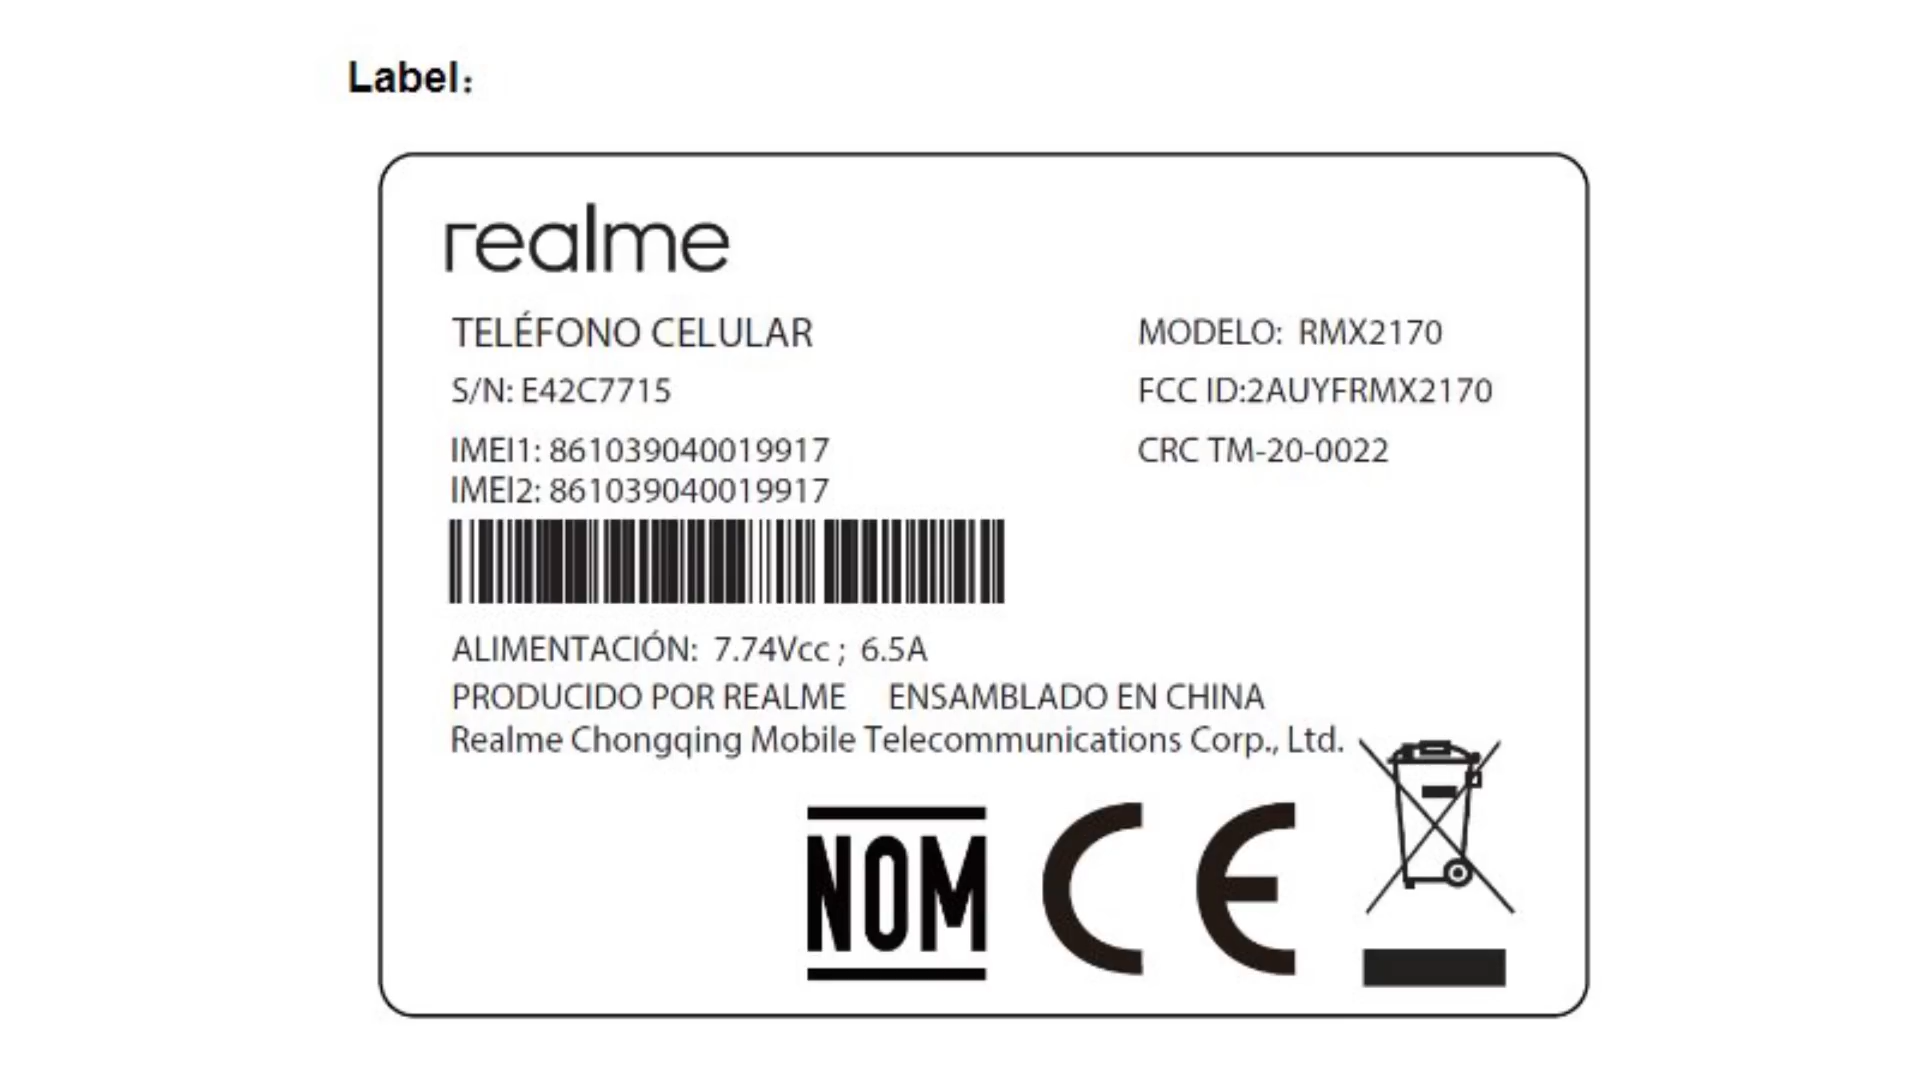 Label：
realme
TELÉFONO CELULAR
MODELO: RMX2170
S/N: E42C7715
FCC ID:2AUYFRMX2170
IMEI1: 861039040019917
CRC TM-20-0022
IMEI2: 861039040019917
ALIMENTACIÓN: 7.74Vcc ; 6.5A
PRODUCIDO POR REALME ENSAMBLADO EN CHINA
Realme Chongqing Mobile Telecommunications Corp., Ltd.
NOM CE